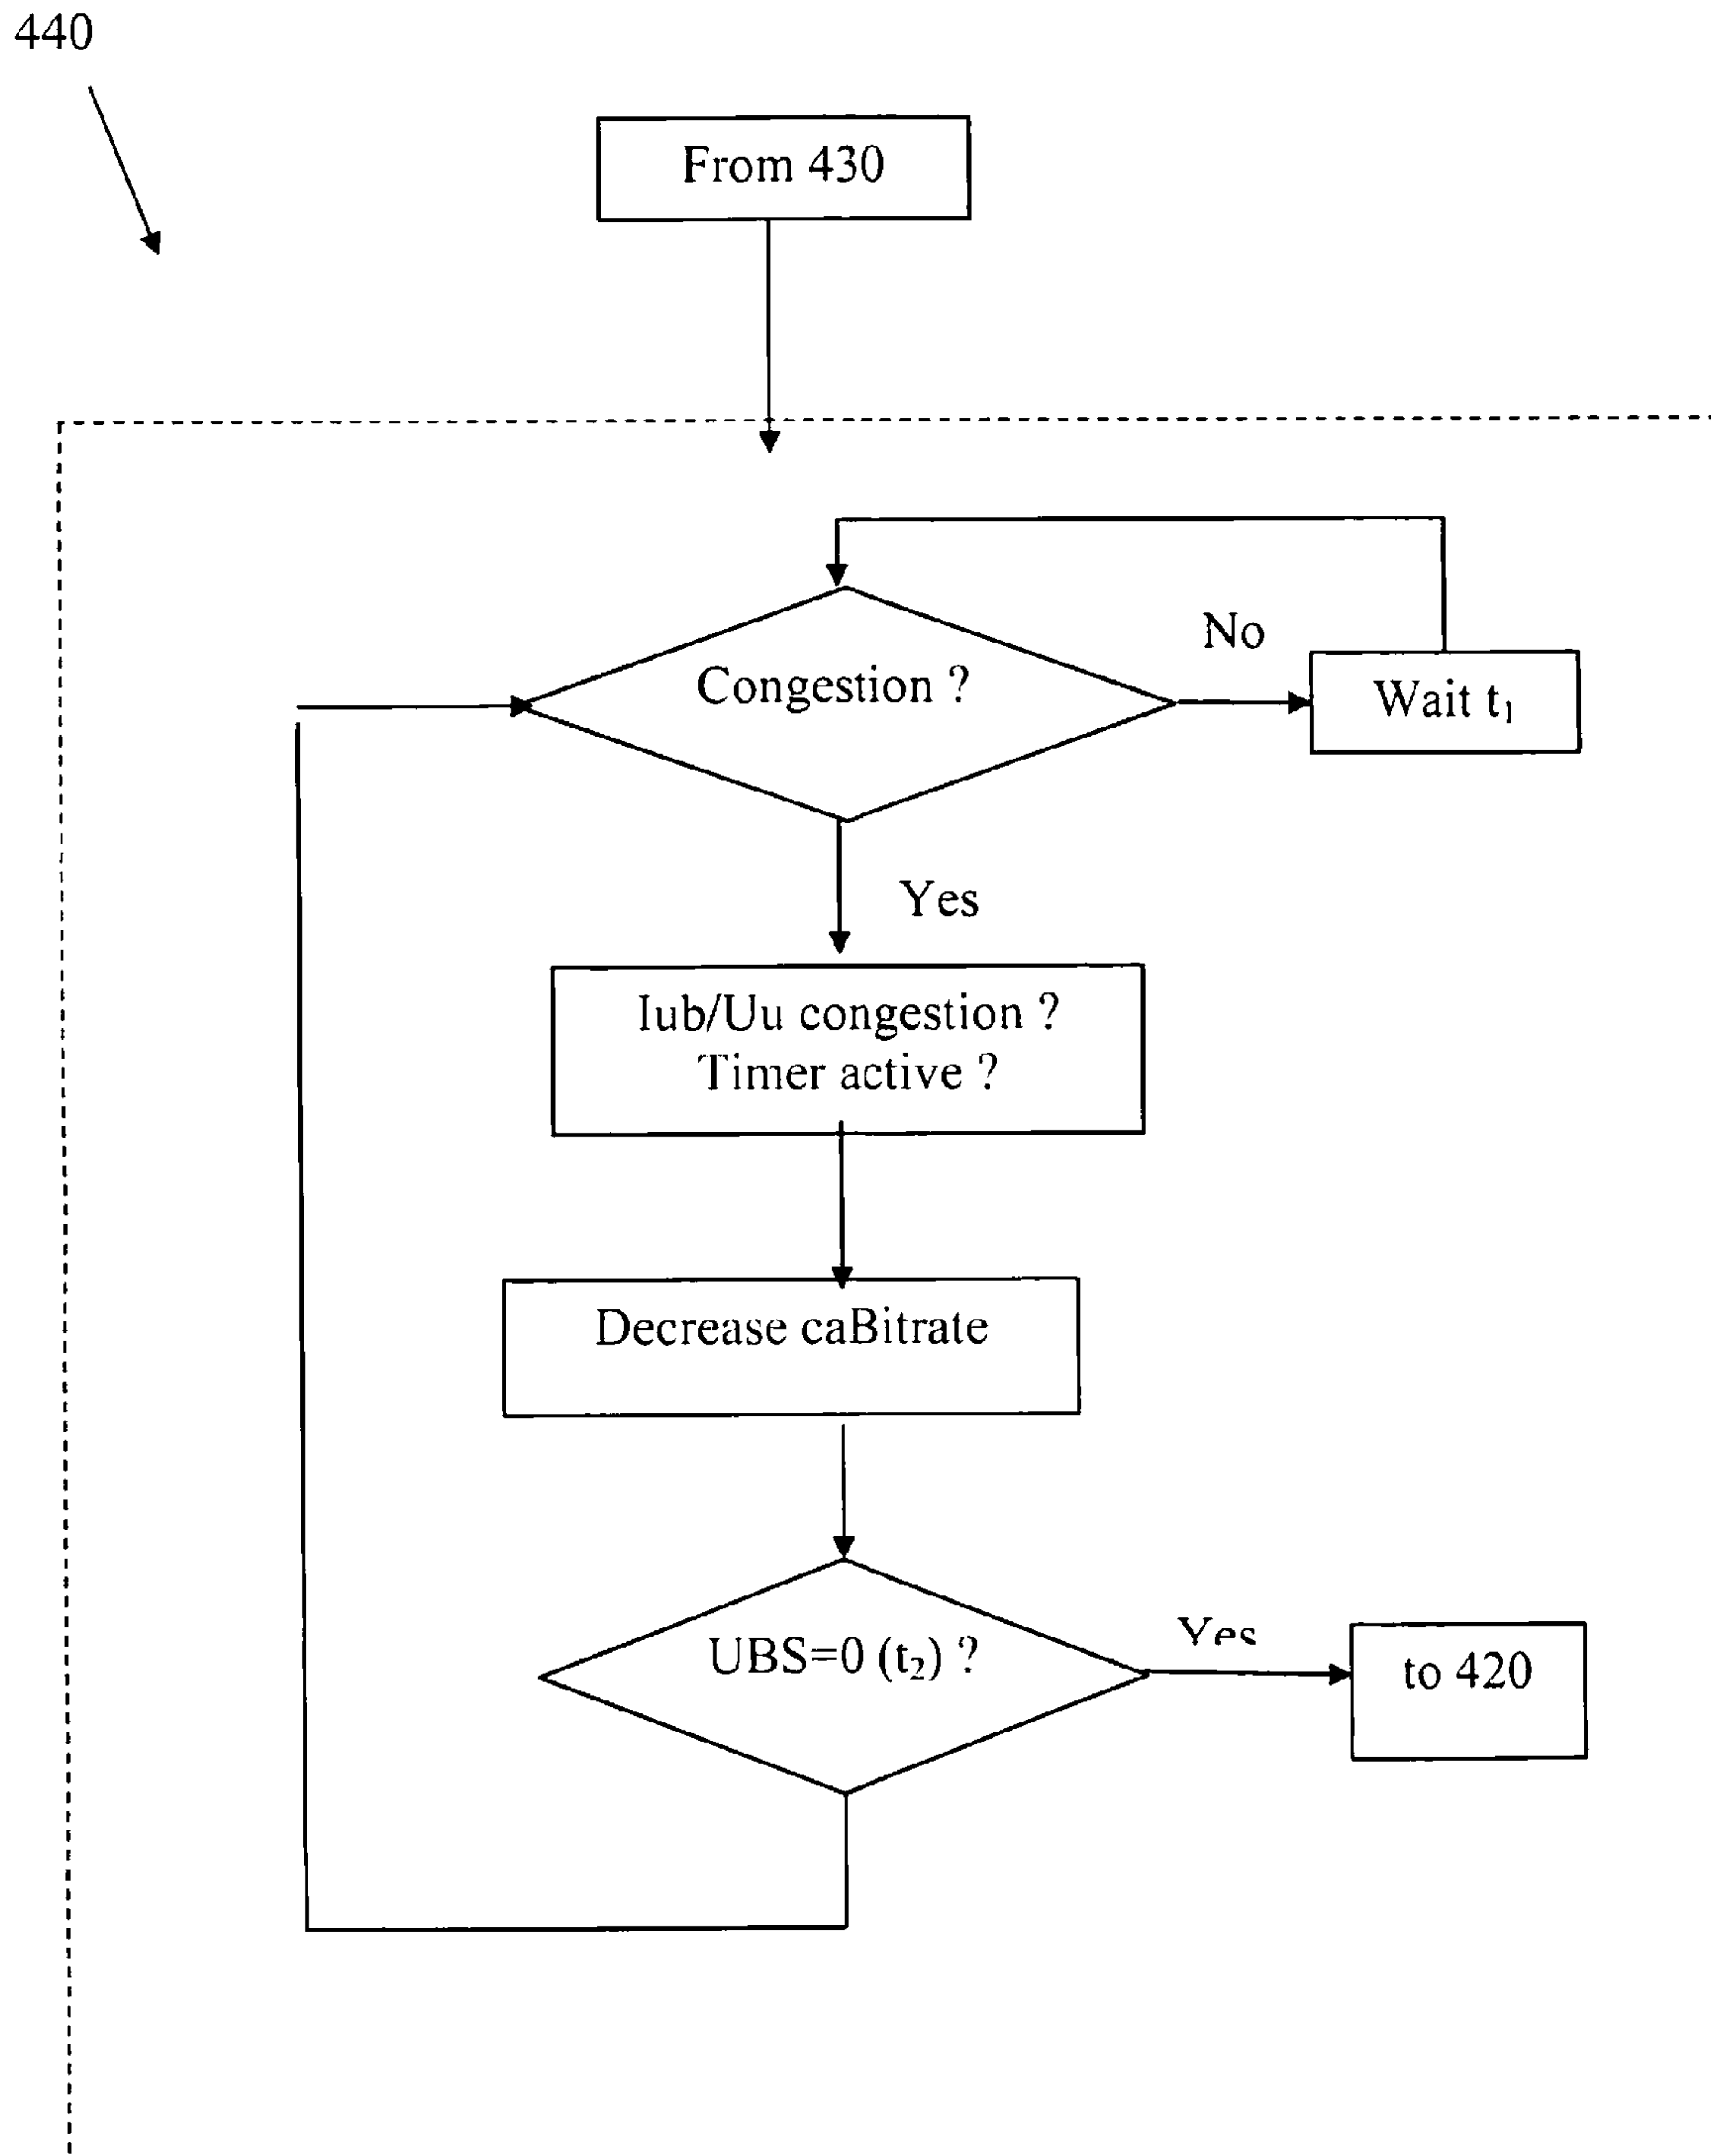 440
From 430
Congestion ?
No
Wait t₁
Yes
Iub/Uu congestion ?
Timer active ?
Decrease caBitrate
UBS=0 (t₂) ?
Yes
to 420